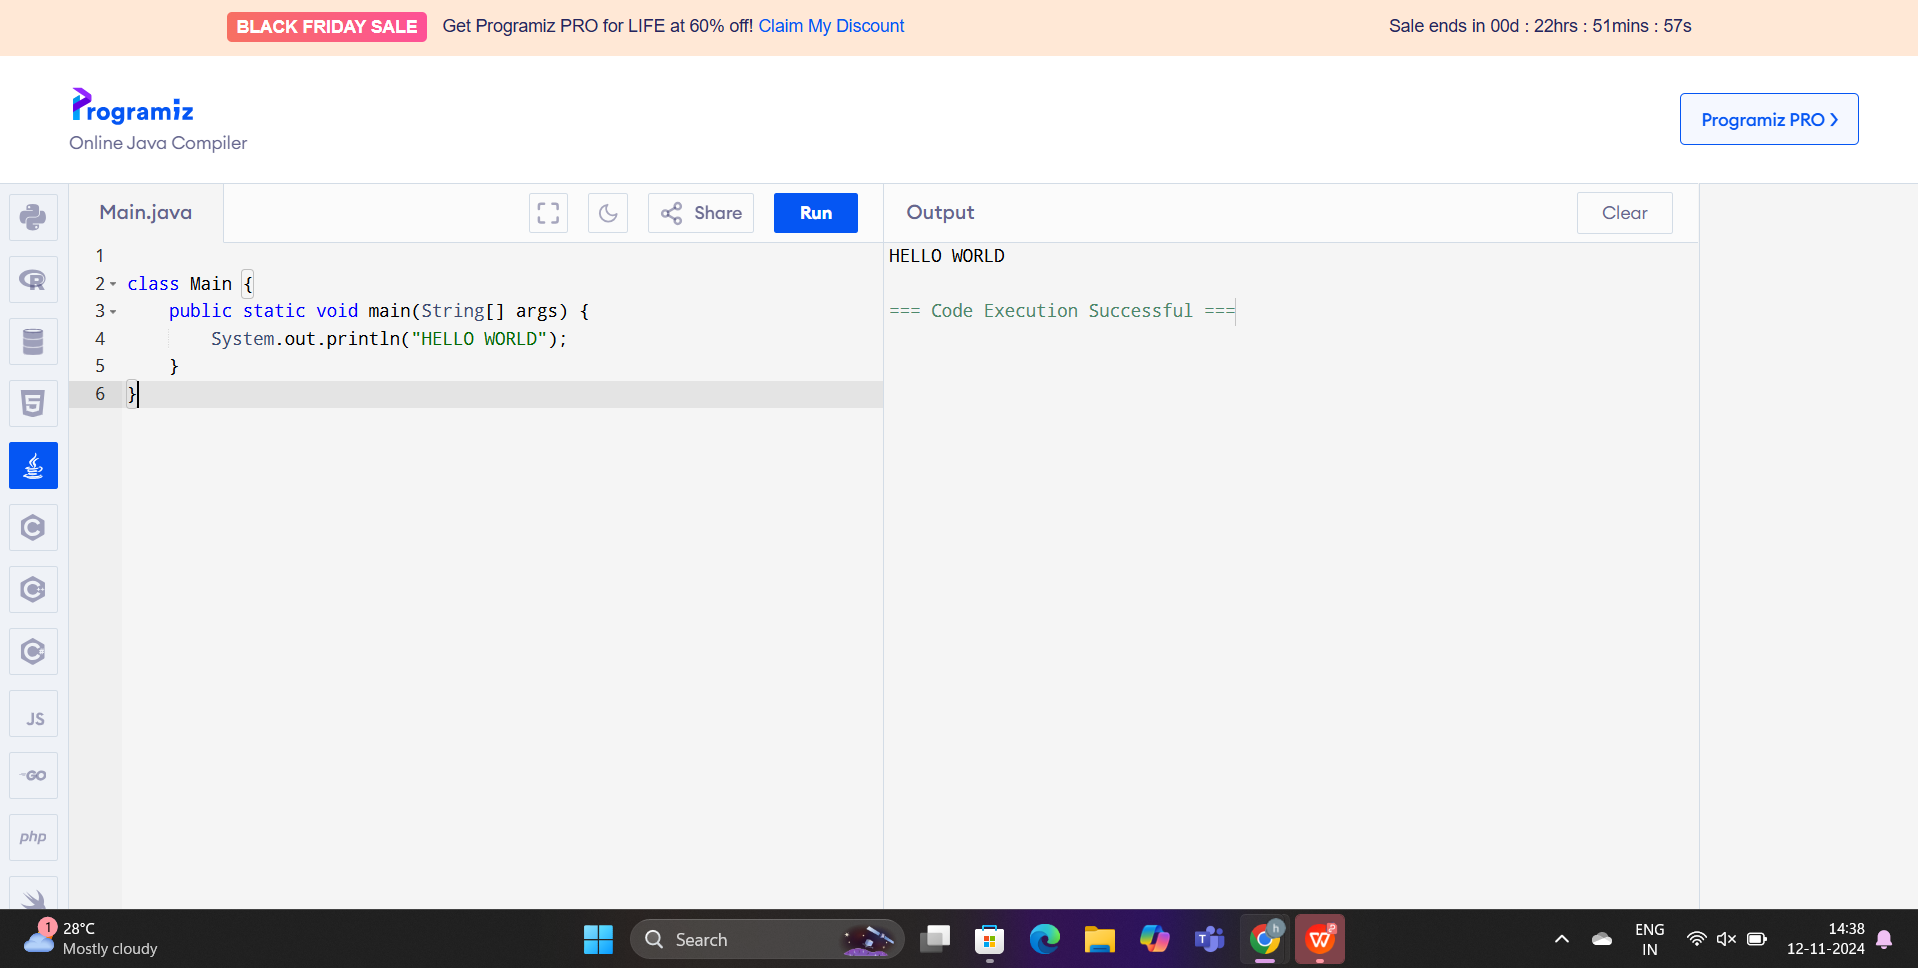 BLACK FRIDAY SALE Get Programiz PRO for LIFE at 60% off! Claim My Discount Sale ends in 00d : 22hrs : 51mins : 57s
Programiz
Online Java Compiler
Programiz PRO
Main.java
Share
Run
Output
Clear
1
2 class Main {
3     public static void main(String[] args) {
4         System.out.println("HELLO WORLD");
5     }
6 }
HELLO WORLD
=== Code Execution Successful ===
JS
GO
php
1
28°C
Mostly cloudy
Search
T
h
W
P
ENG
IN
14:38
12-11-2024